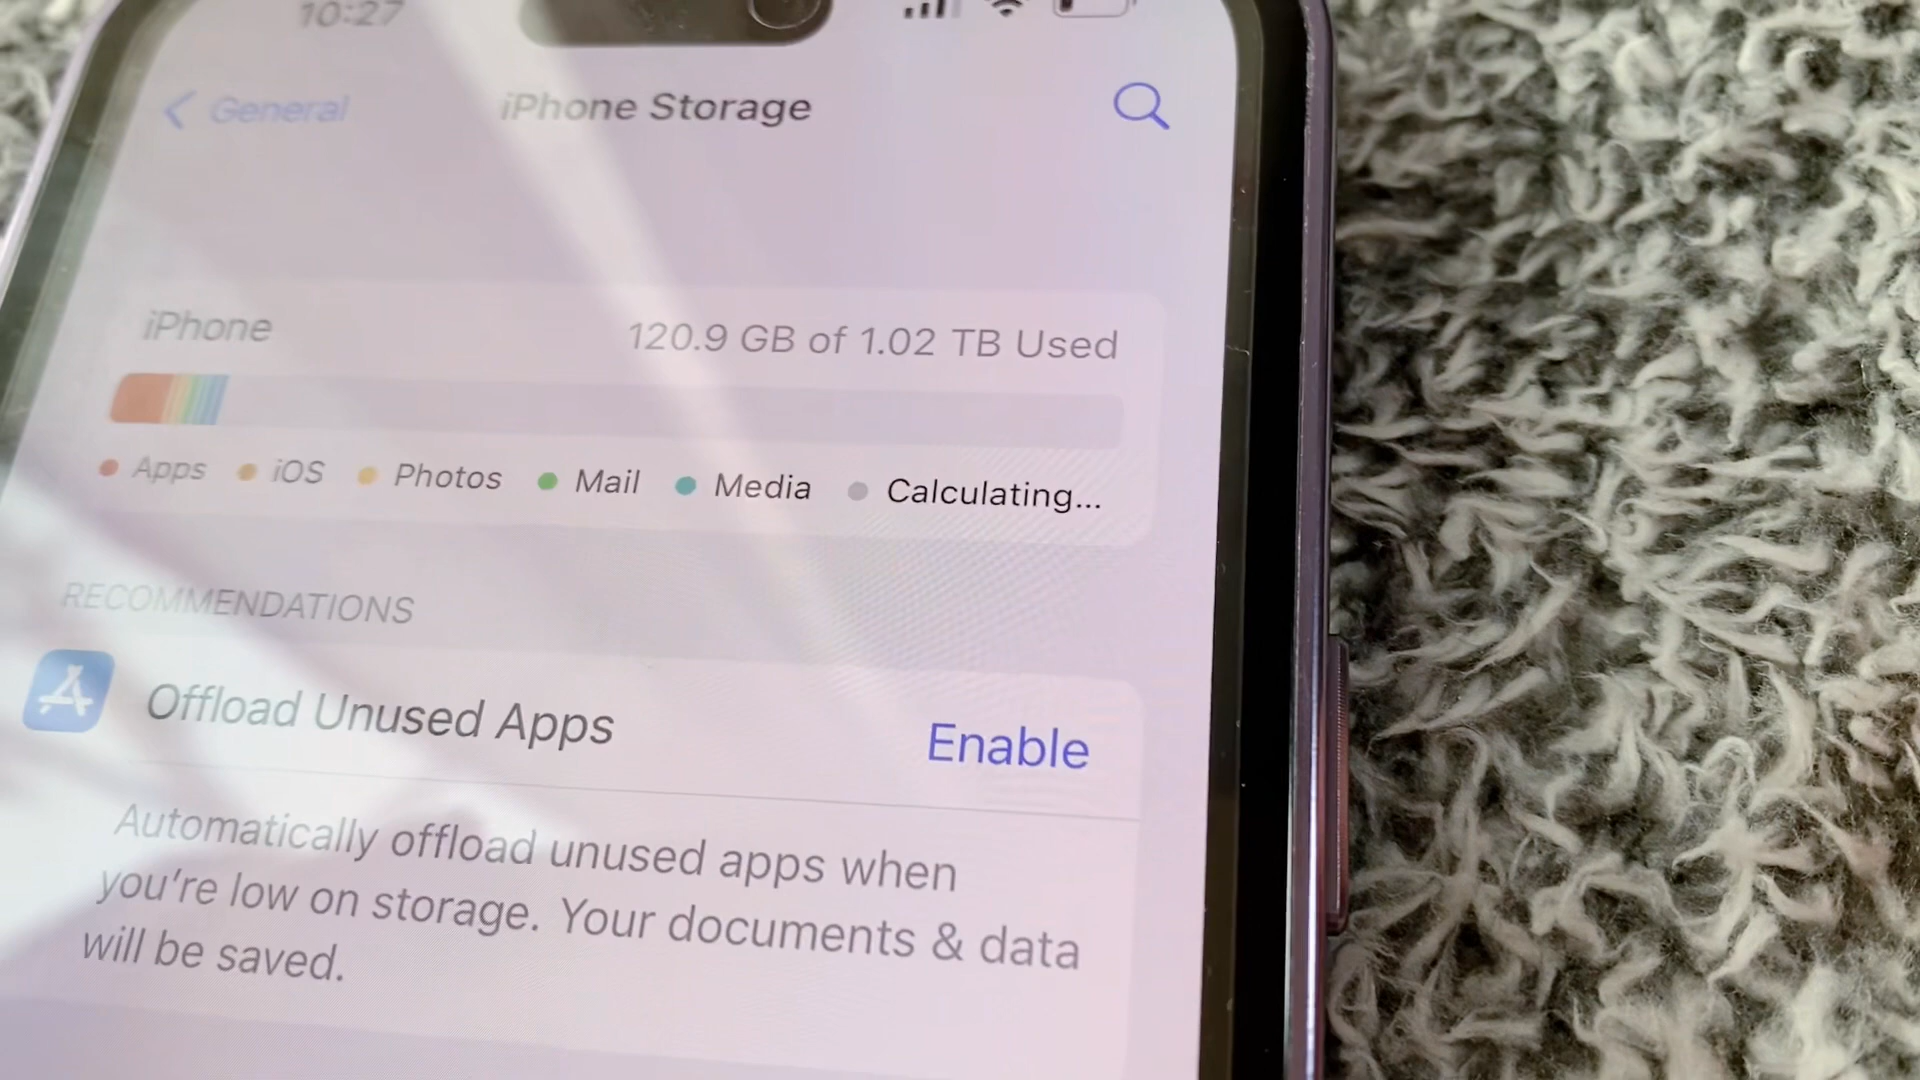 10:27
General
iPhone Storage
iPhone
120.9 GB of 1.02 TB Used
Apps iOS Photos Mail Media Calculating...
RECOMMENDATIONS
Offload Unused Apps
Enable
Automatically offload unused apps when
you're low on storage. Your documents & data
will be saved.